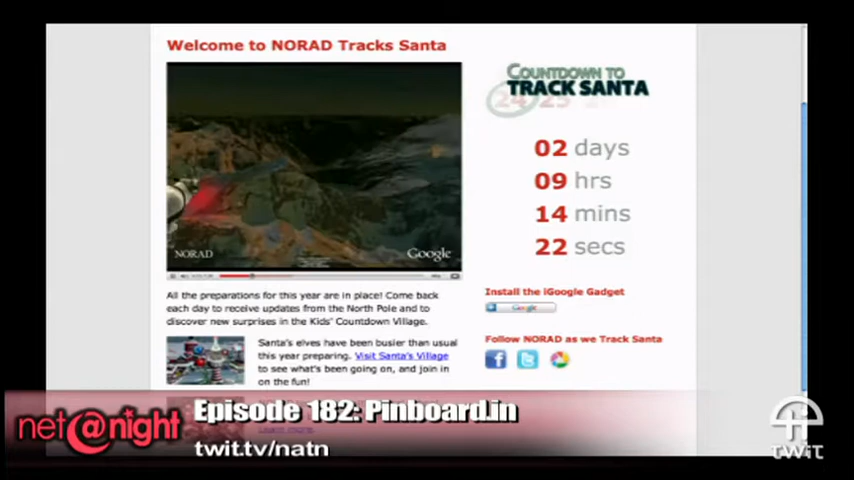 Welcome to NORAD Tracks Santa
COUNTDOWN TO
TRACK SANTA
24 25
02 days
09 hrs
14 mins
22 secs
NORAD
Google
Install the iGoogle Gadget
Google
All the preparations for this year are in place! Come back
each day to receive updates from the North Pole and to
discover new surprises in the Kids' Countdown Village.
Follow NORAD as we Track Santa
Santa's elves have been busier than usual
this year preparing. Visit Santa's Village
to see what's been going on, and join in
on the fun!
net@night
Episode 182: Pinboard.in
twit.tv/natn
TWiT